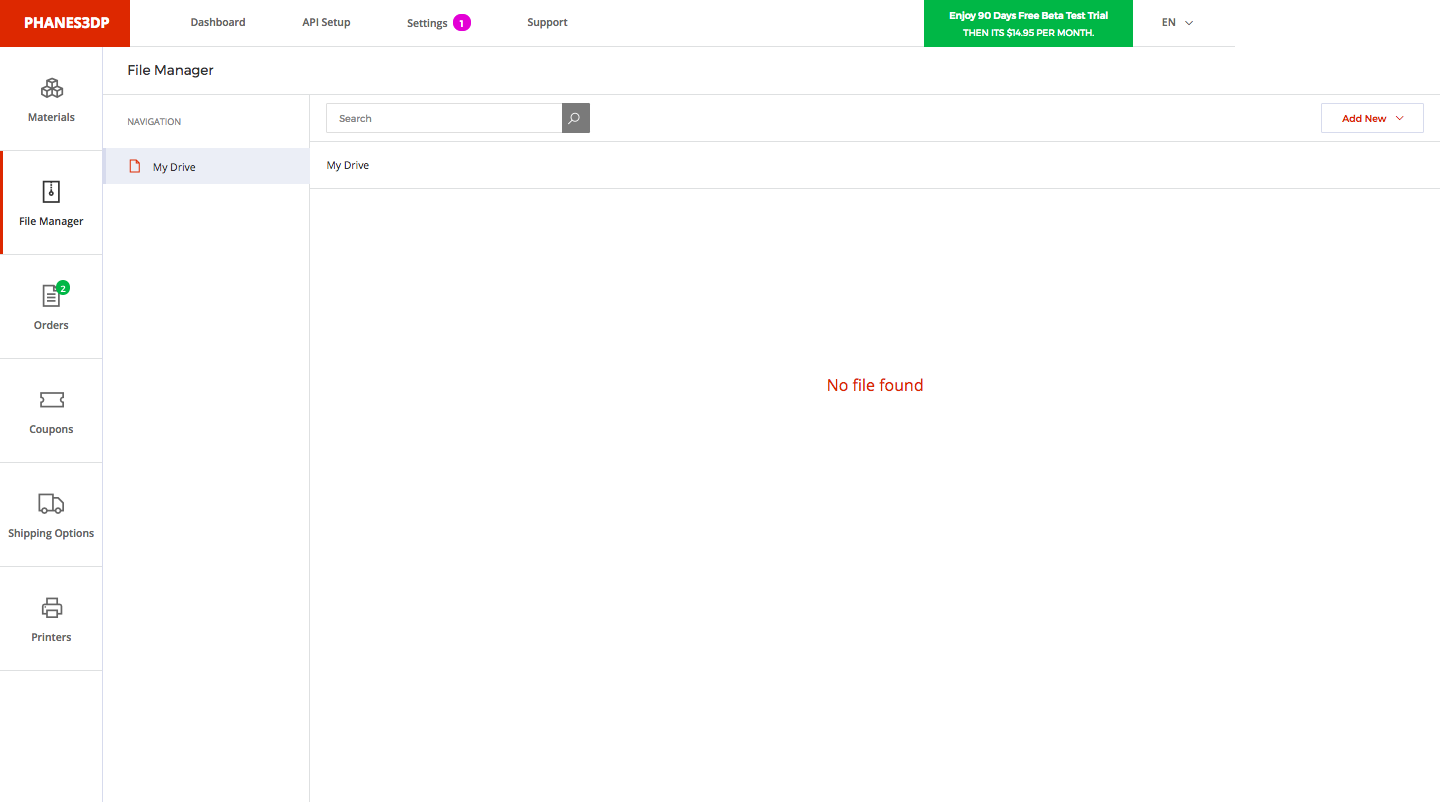 PHANES3DP
Dashboard
API Setup
Settings 1
Support
Enjoy 90 Days Free Beta Test Trial
THEN ITS $14.95 PER MONTH.
EN
Materials
File Manager
2
Orders
Coupons
Shipping Options
Printers
File Manager
NAVIGATION
My Drive
Search
Add New
My Drive
No file found